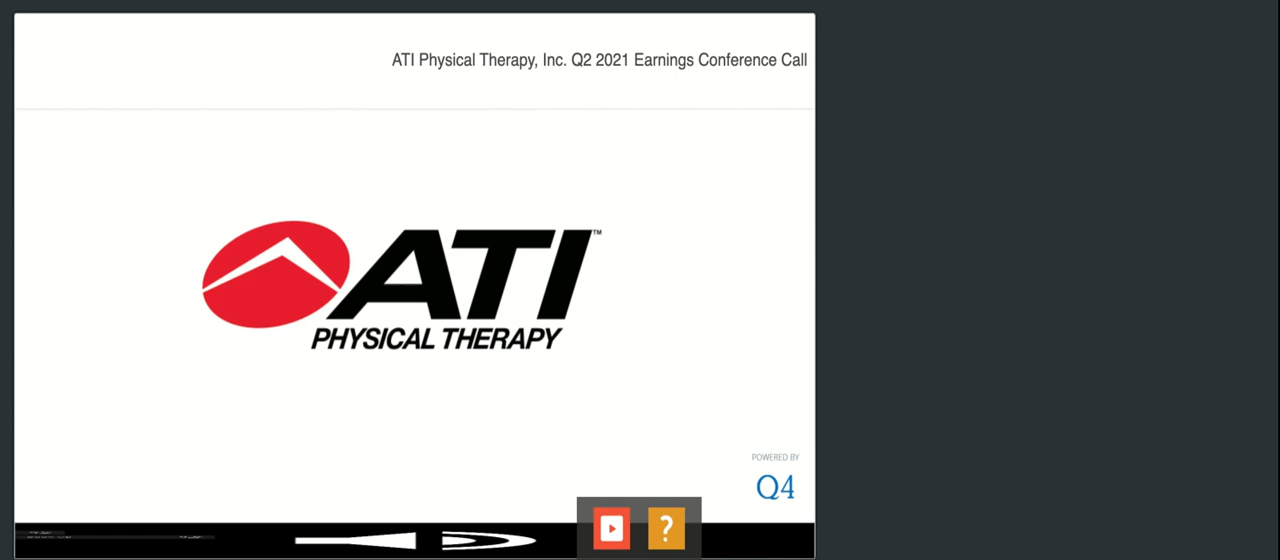 ATI Physical Therapy, Inc. Q2 2021 Earnings Conference Call
ATI™
PHYSICAL THERAPY
POWERED BY
Q4
?